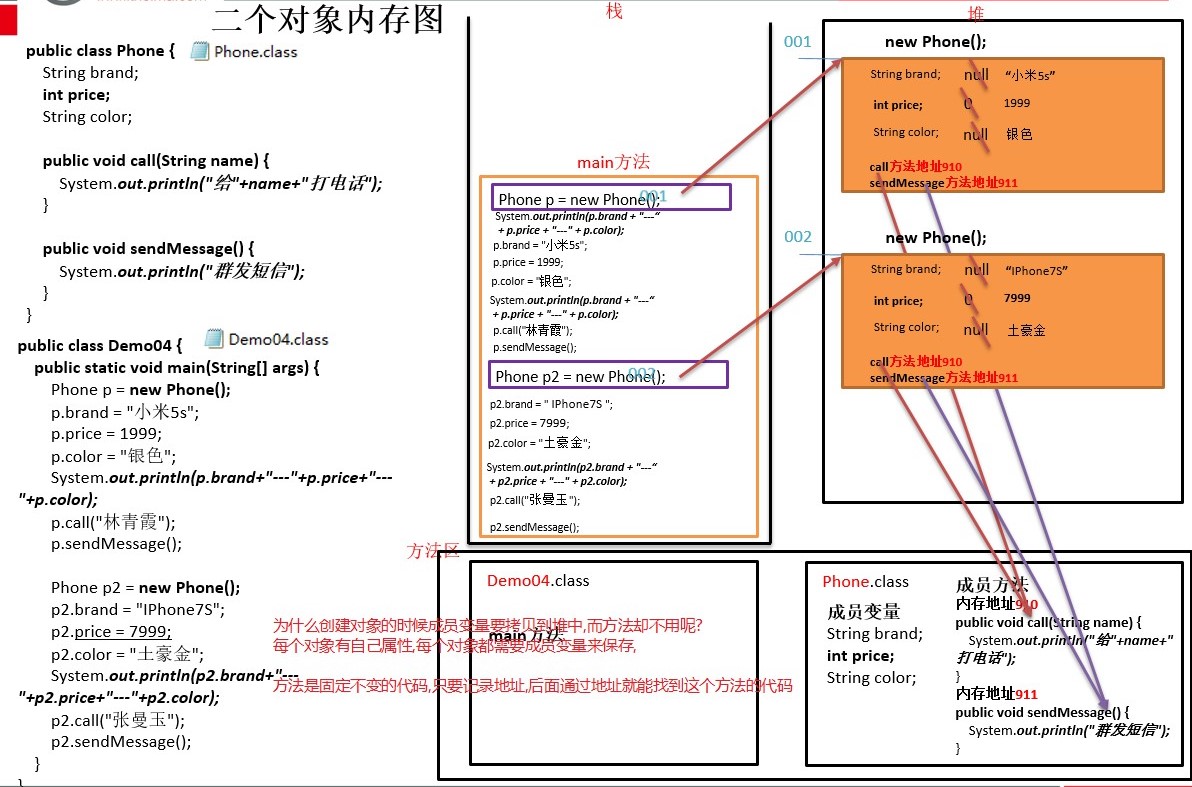 二个对象内存图
public class Phone {
Phone.class
String brand;
int price;
String color;
public void call(String name) {
System.out.println("给"+name+"打电话");
}
public void sendMessage() {
System.out.println("群发短信");
}
}
public class Demo04 {
Demo04.class
public static void main(String[] args) {
Phone p = new Phone();
p.brand = "小米5s";
p.price = 1999;
p.color = "银色";
System.out.println(p.brand+"---"+p.price+"---
"+p.color);
p.call("林青霞");
p.sendMessage();
Phone p2 = new Phone();
p2.brand = "IPhone7S";
p2.price = 7999;
p2.color = "土豪金";
System.out.println(p2.brand+"---
"+p2.price+"---"+p2.color);
p2.call("张曼玉");
p2.sendMessage();
}
}
栈
main方法
Phone p = new Phone();
001
System.out.println(p.brand + "---“
+ p.price + "---" + p.color);
p.brand = "小米5s";
p.price = 1999;
p.color = "银色";
System.out.println(p.brand + "---“
+ p.price + "---" + p.color);
p.call("林青霞");
p.sendMessage();
Phone p2 = new Phone();
002
p2.brand = " IPhone7S ";
p2.price = 7999;
p2.color = "土豪金";
System.out.println(p2.brand + "---“
+ p2.price + "---" + p2.color);
p2.call("张曼玉");
p2.sendMessage();
堆
001
new Phone();
String brand; null “小米5s”
int price; 0 1999
String color; null 银色
call方法地址910
sendMessage方法地址911
002
new Phone();
String brand; null “IPhone7S”
int price; 0 7999
String color; null 土豪金
call方法地址910
sendMessage方法地址911
方法区
Demo04.class
main方法
为什么创建对象的时候成员变量要拷贝到堆中,而方法却不用呢?
每个对象有自己属性,每个对象都需要成员变量来保存,
方法是固定不变的代码,只要记录地址,后面通过地址就能找到这个方法的代码
Phone.class
成员变量
String brand;
int price;
String color;
成员方法
内存地址910
public void call(String name) {
System.out.println("给"+name+"
打电话");
}
内存地址911
public void sendMessage() {
System.out.println("群发短信");
}